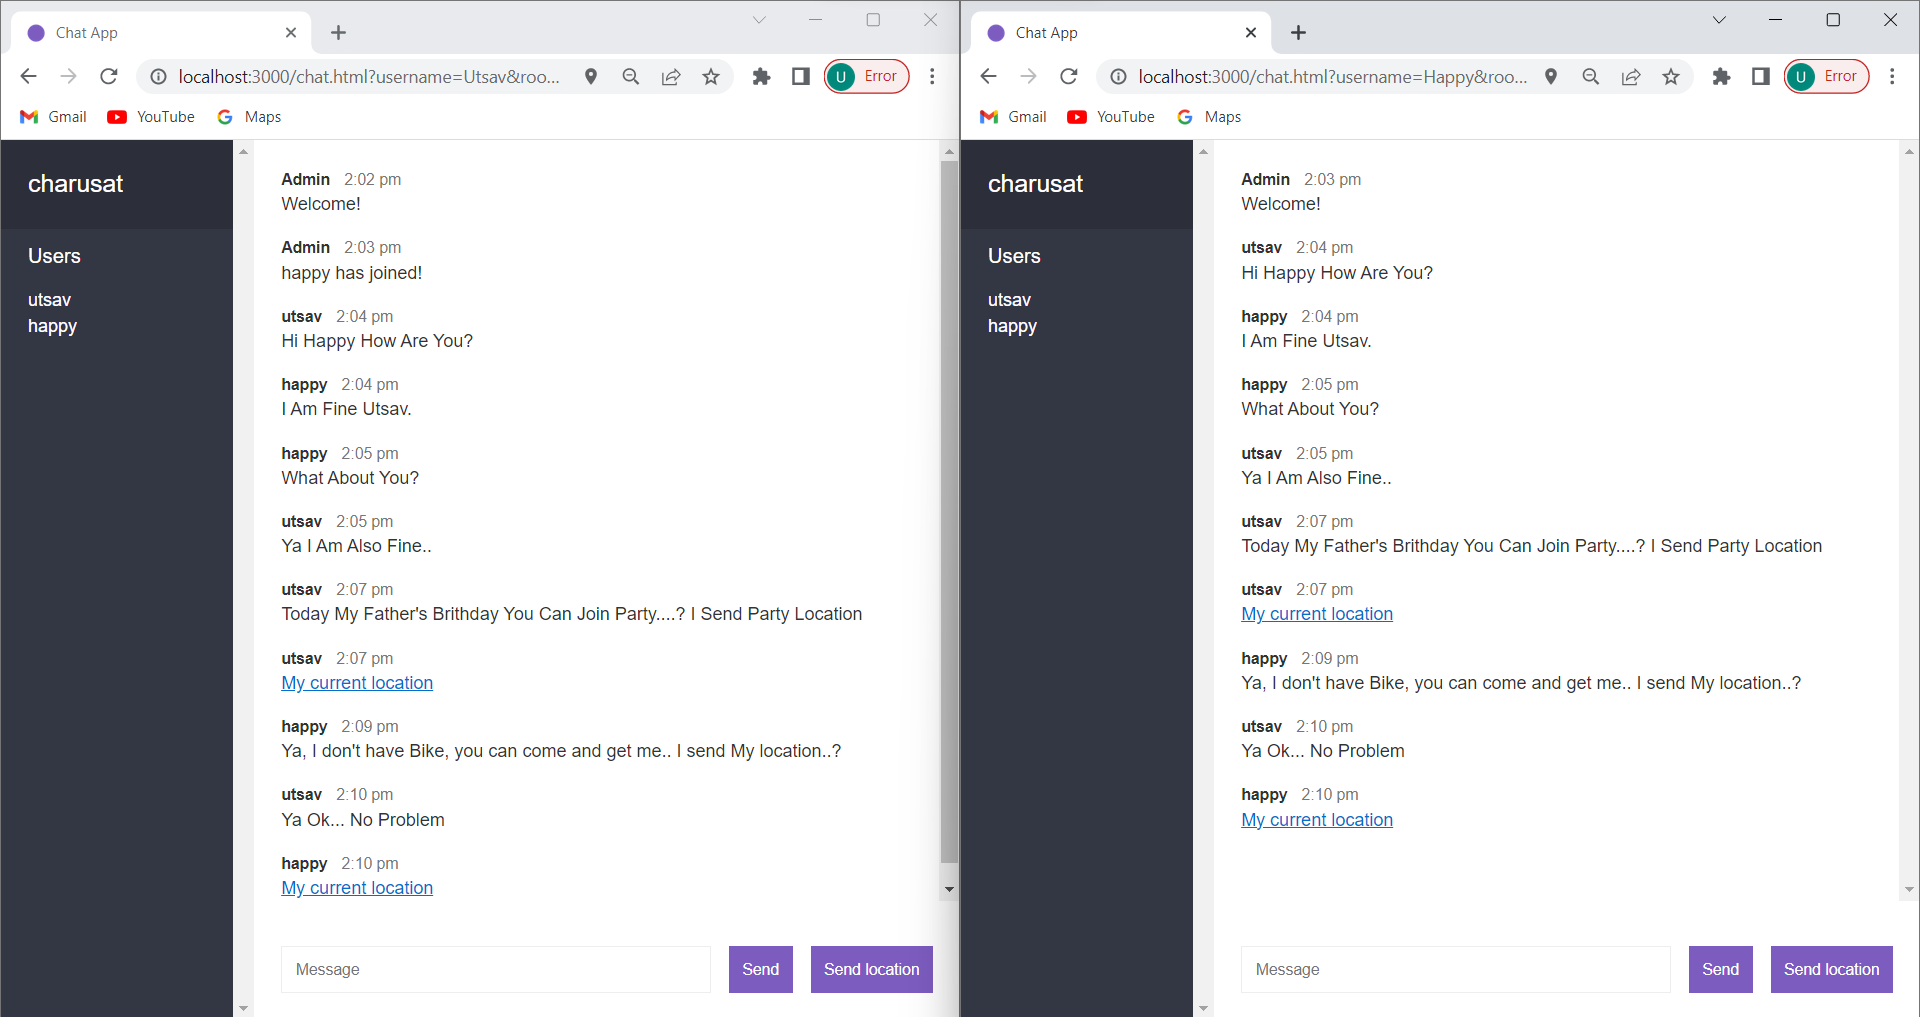 Chat App
localhost:3000/chat.html?username=Utsav&roo...
U Error
Gmail YouTube Maps
charusat
Users
utsav
happy
Admin 2:02 pm
Welcome!
Admin 2:03 pm
happy has joined!
utsav 2:04 pm
Hi Happy How Are You?
happy 2:04 pm
I Am Fine Utsav.
happy 2:05 pm
What About You?
utsav 2:05 pm
Ya I Am Also Fine..
utsav 2:07 pm
Today My Father's Brithday You Can Join Party....? I Send Party Location
utsav 2:07 pm
My current location
happy 2:09 pm
Ya, I don't have Bike, you can come and get me.. I send My location..?
utsav 2:10 pm
Ya Ok... No Problem
happy 2:10 pm
My current location
Message Send Send location
Chat App
localhost:3000/chat.html?username=Happy&roo...
U Error
Gmail YouTube Maps
charusat
Users
utsav
happy
Admin 2:03 pm
Welcome!
utsav 2:04 pm
Hi Happy How Are You?
happy 2:04 pm
I Am Fine Utsav.
happy 2:05 pm
What About You?
utsav 2:05 pm
Ya I Am Also Fine..
utsav 2:07 pm
Today My Father's Brithday You Can Join Party....? I Send Party Location
utsav 2:07 pm
My current location
happy 2:09 pm
Ya, I don't have Bike, you can come and get me.. I send My location..?
utsav 2:10 pm
Ya Ok... No Problem
happy 2:10 pm
My current location
Message Send Send location